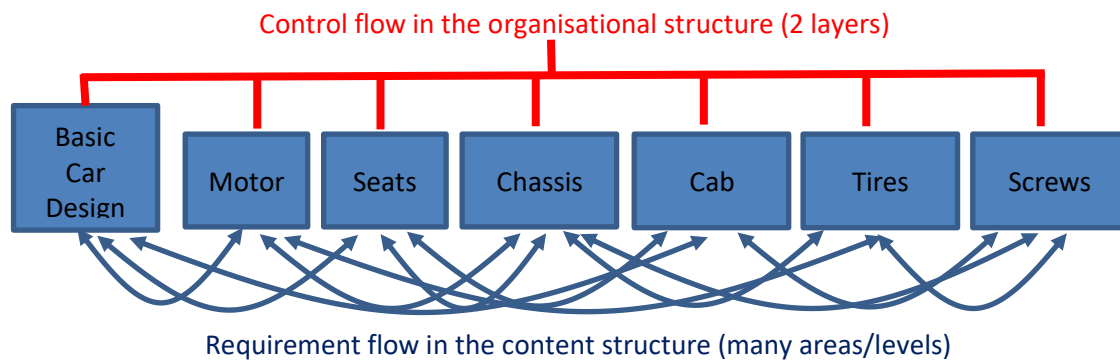 Control flow in the organisational structure (2 layers)
Basic
Car
Design
Motor
Seats
Chassis
Cab
Tires
Screws
Requirement flow in the content structure (many areas/levels)